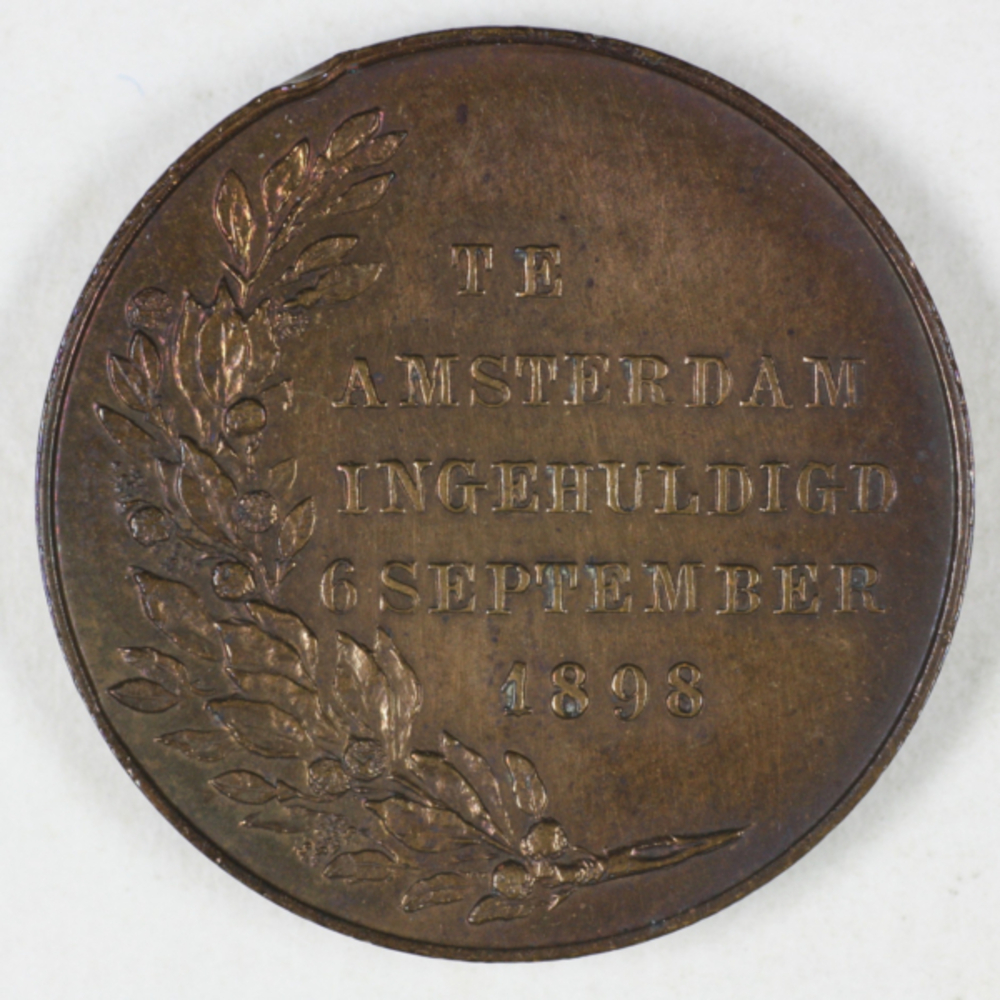 TE
AMSTERDAM
INGEHULDIGD
6 SEPTEMBER
1898